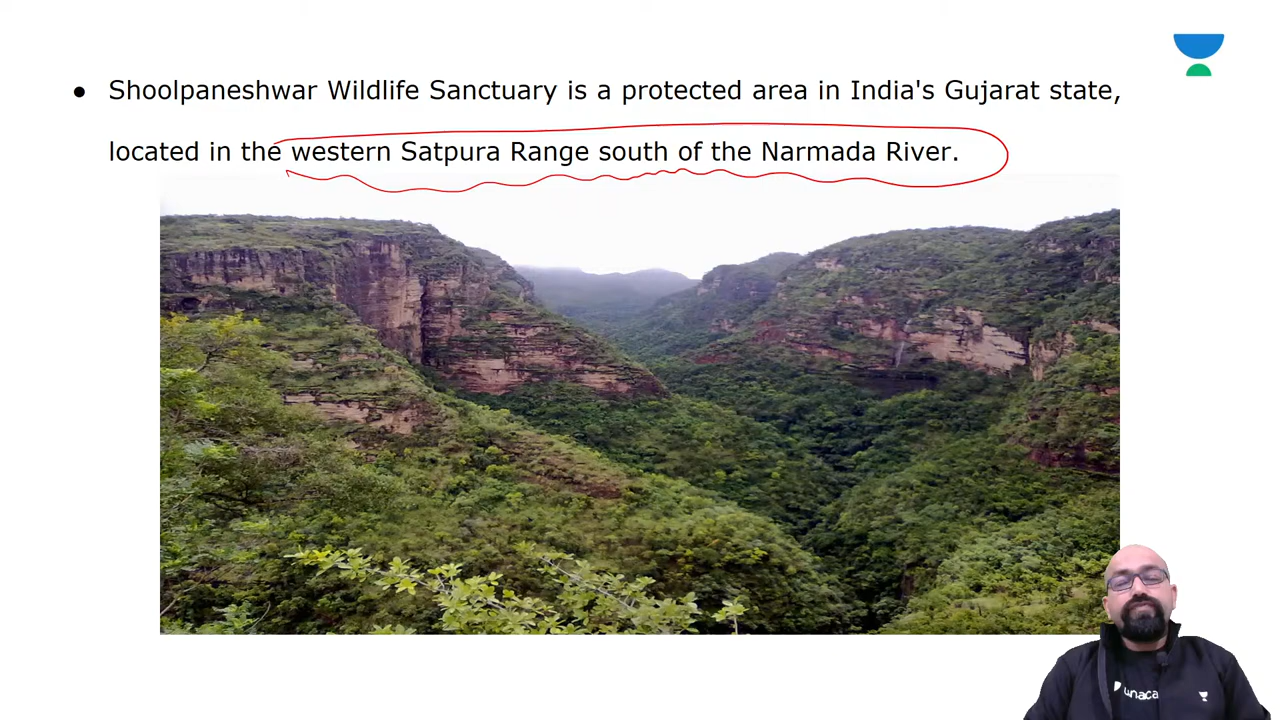 ● Shoolpaneshwar Wildlife Sanctuary is a protected area in India's Gujarat state,
located in the western Satpura Range south of the Narmada River.
unaca